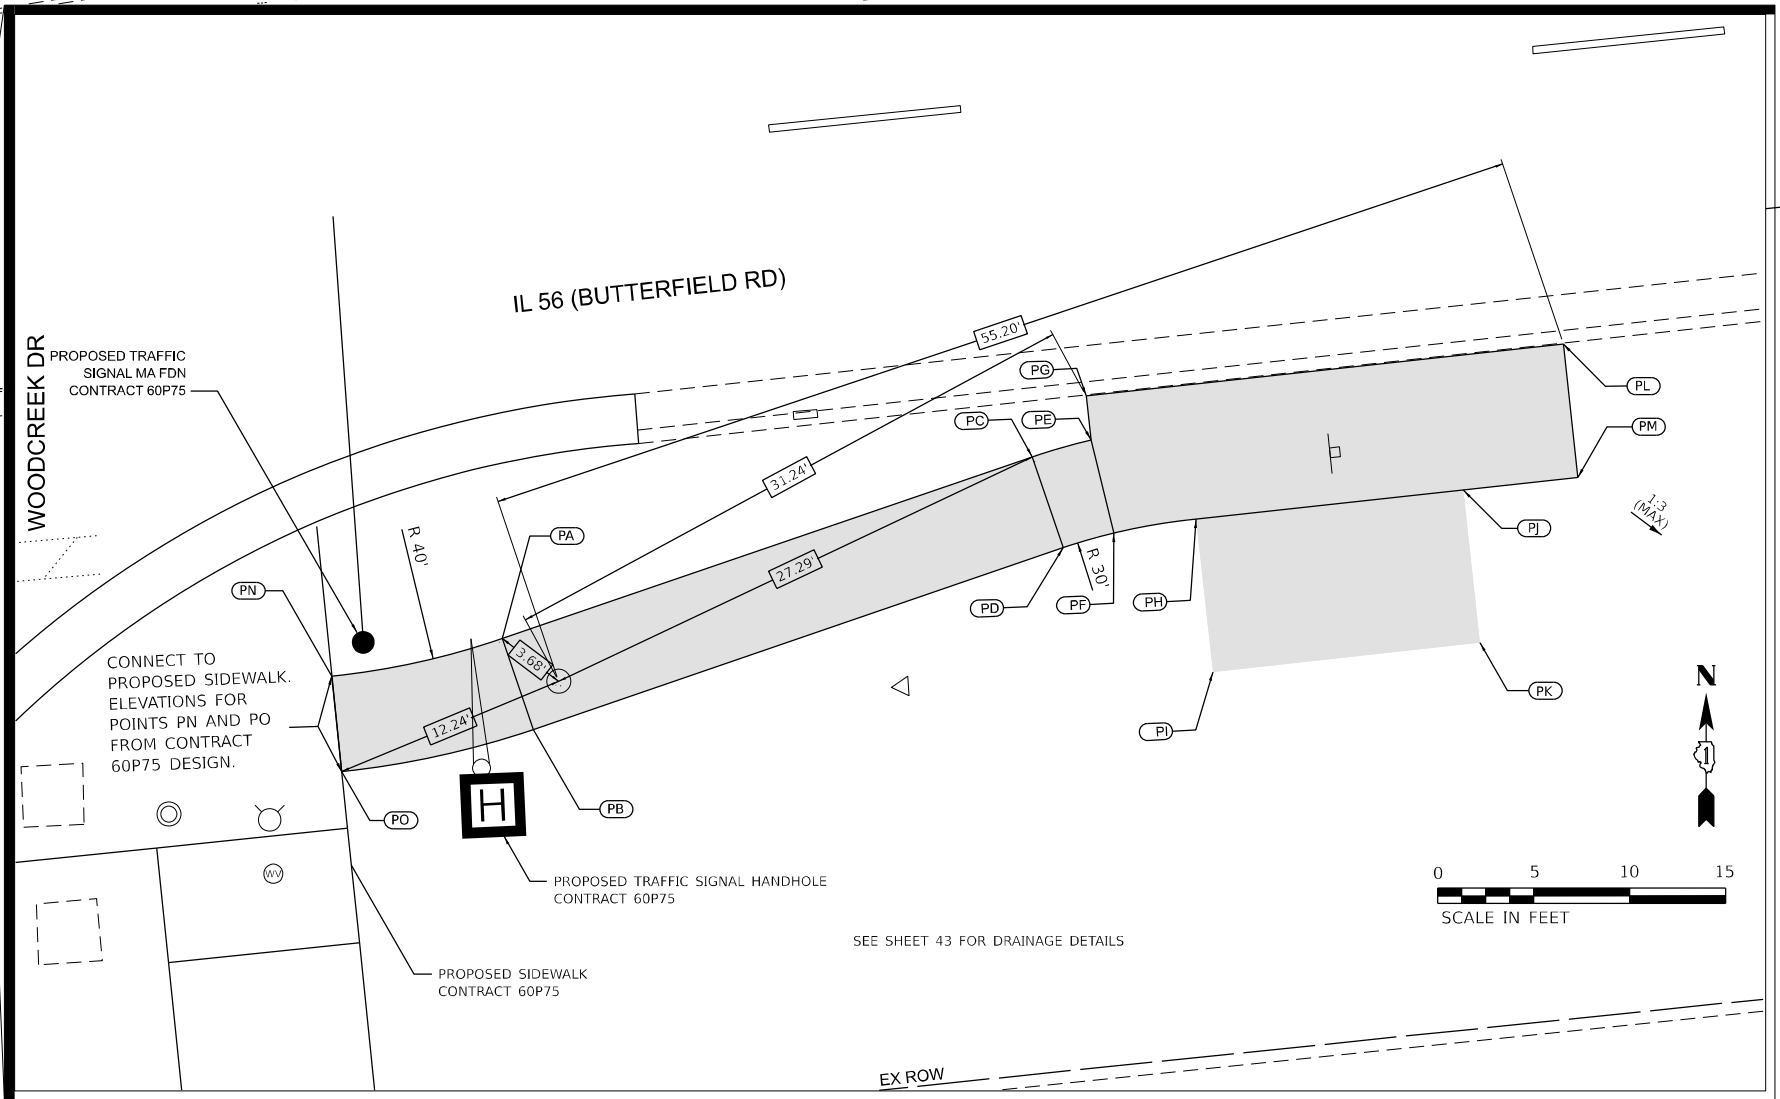 IL 56 (BUTTERFIELD RD)
WOODCREEK DR
PROPOSED TRAFFIC
SIGNAL MA FDN
CONTRACT 60P75
55.20'
31.24'
27.29'
3.68'
12.24'
R 40'
R 30'
PG
PC
PE
PL
PM
PA
PN
PJ
PD
PF
PH
PK
PI
PO
PB
1:3
(MAX)
CONNECT TO
PROPOSED SIDEWALK.
ELEVATIONS FOR
POINTS PN AND PO
FROM CONTRACT
60P75 DESIGN.
N
1
H
WV
PROPOSED TRAFFIC SIGNAL HANDHOLE
CONTRACT 60P75
0 5 10 15
SCALE IN FEET
SEE SHEET 43 FOR DRAINAGE DETAILS
PROPOSED SIDEWALK
CONTRACT 60P75
EX ROW